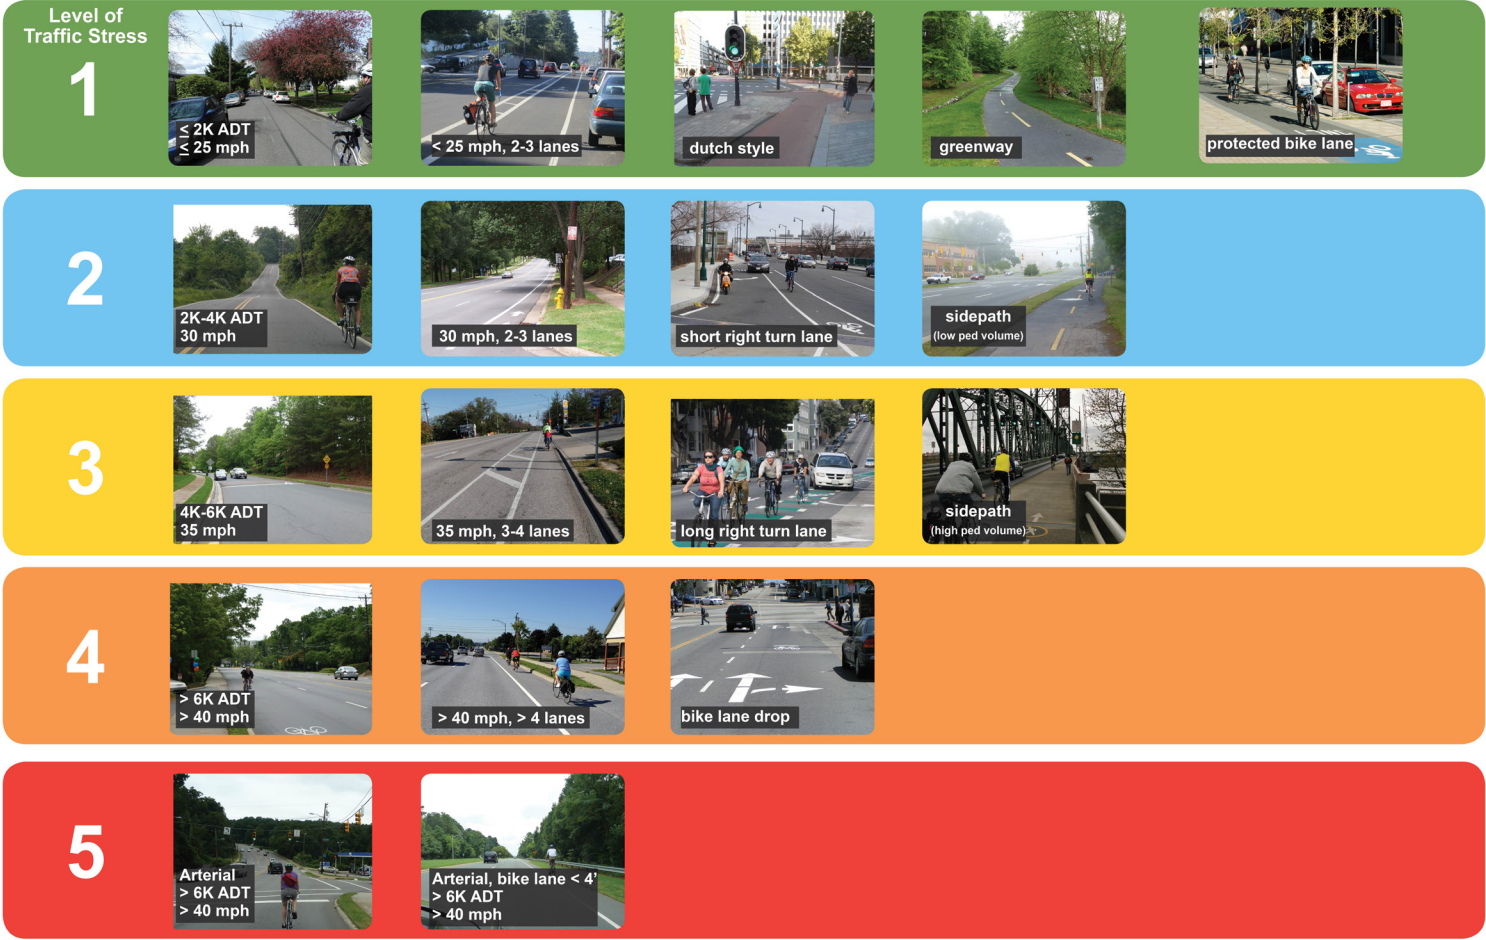 Level of
Traffic Stress
1
≤ 2K ADT
≤ 25 mph
< 25 mph, 2-3 lanes
dutch style
greenway
protected bike lane
2
2K-4K ADT
30 mph
30 mph, 2-3 lanes
short right turn lane
sidepath
(low ped volume)
3
4K-6K ADT
35 mph
35 mph, 3-4 lanes
long right turn lane
sidepath
(high ped volume)
4
> 6K ADT
> 40 mph
> 40 mph, > 4 lanes
bike lane drop
5
Arterial
> 6K ADT
> 40 mph
Arterial, bike lane < 4'
> 6K ADT
> 40 mph